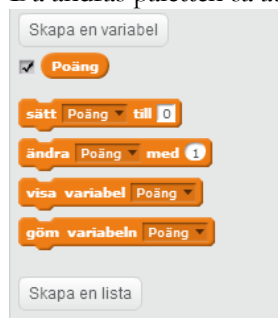 Skapa en variabel
Poäng
sätt Poäng till 0
ändra Poäng med 1
visa variabel Poäng
göm variabeln Poäng
Skapa en lista